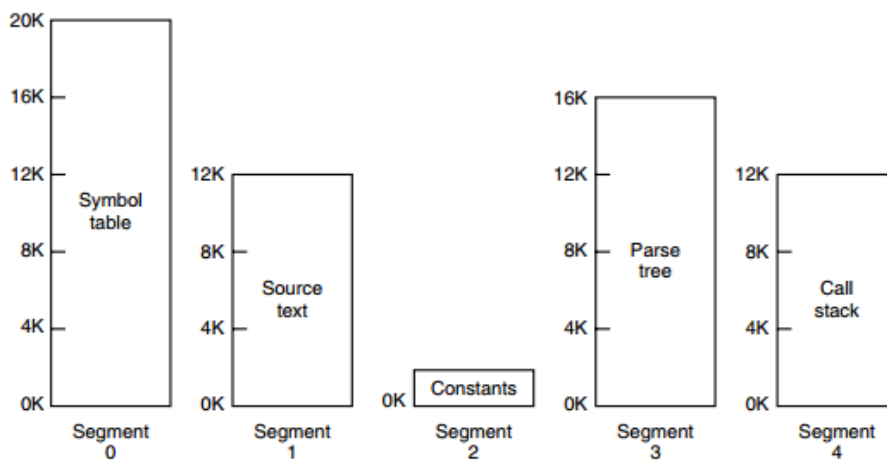 20K
16K
12K
8K
4K
0K
Symbol
table
Segment
0
12K
8K
4K
0K
Source
text
Segment
1
0K
Constants
Segment
2
16K
12K
8K
4K
0K
Parse
tree
Segment
3
12K
8K
4K
0K
Call
stack
Segment
4